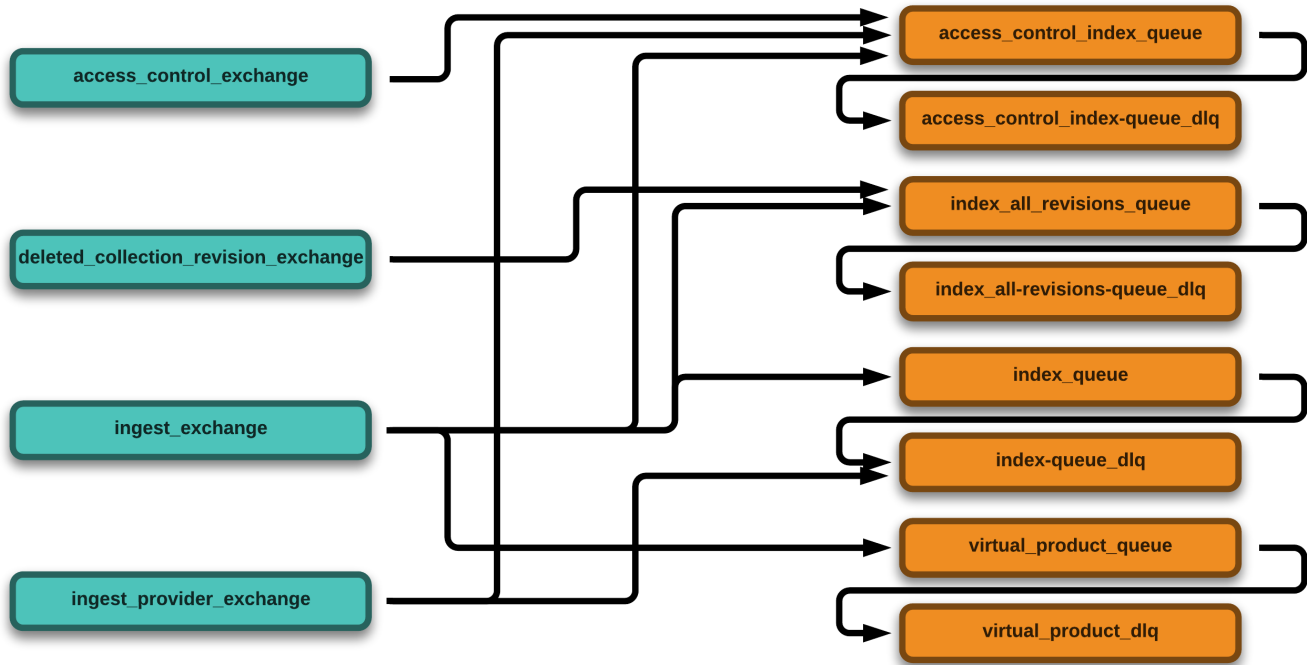 access_control_exchange
deleted_collection_revision_exchange
ingest_exchange
ingest_provider_exchange
access_control_index_queue
access_control_index-queue_dlq
index_all_revisions_queue
index_all-revisions-queue_dlq
index_queue
index-queue_dlq
virtual_product_queue
virtual_product_dlq